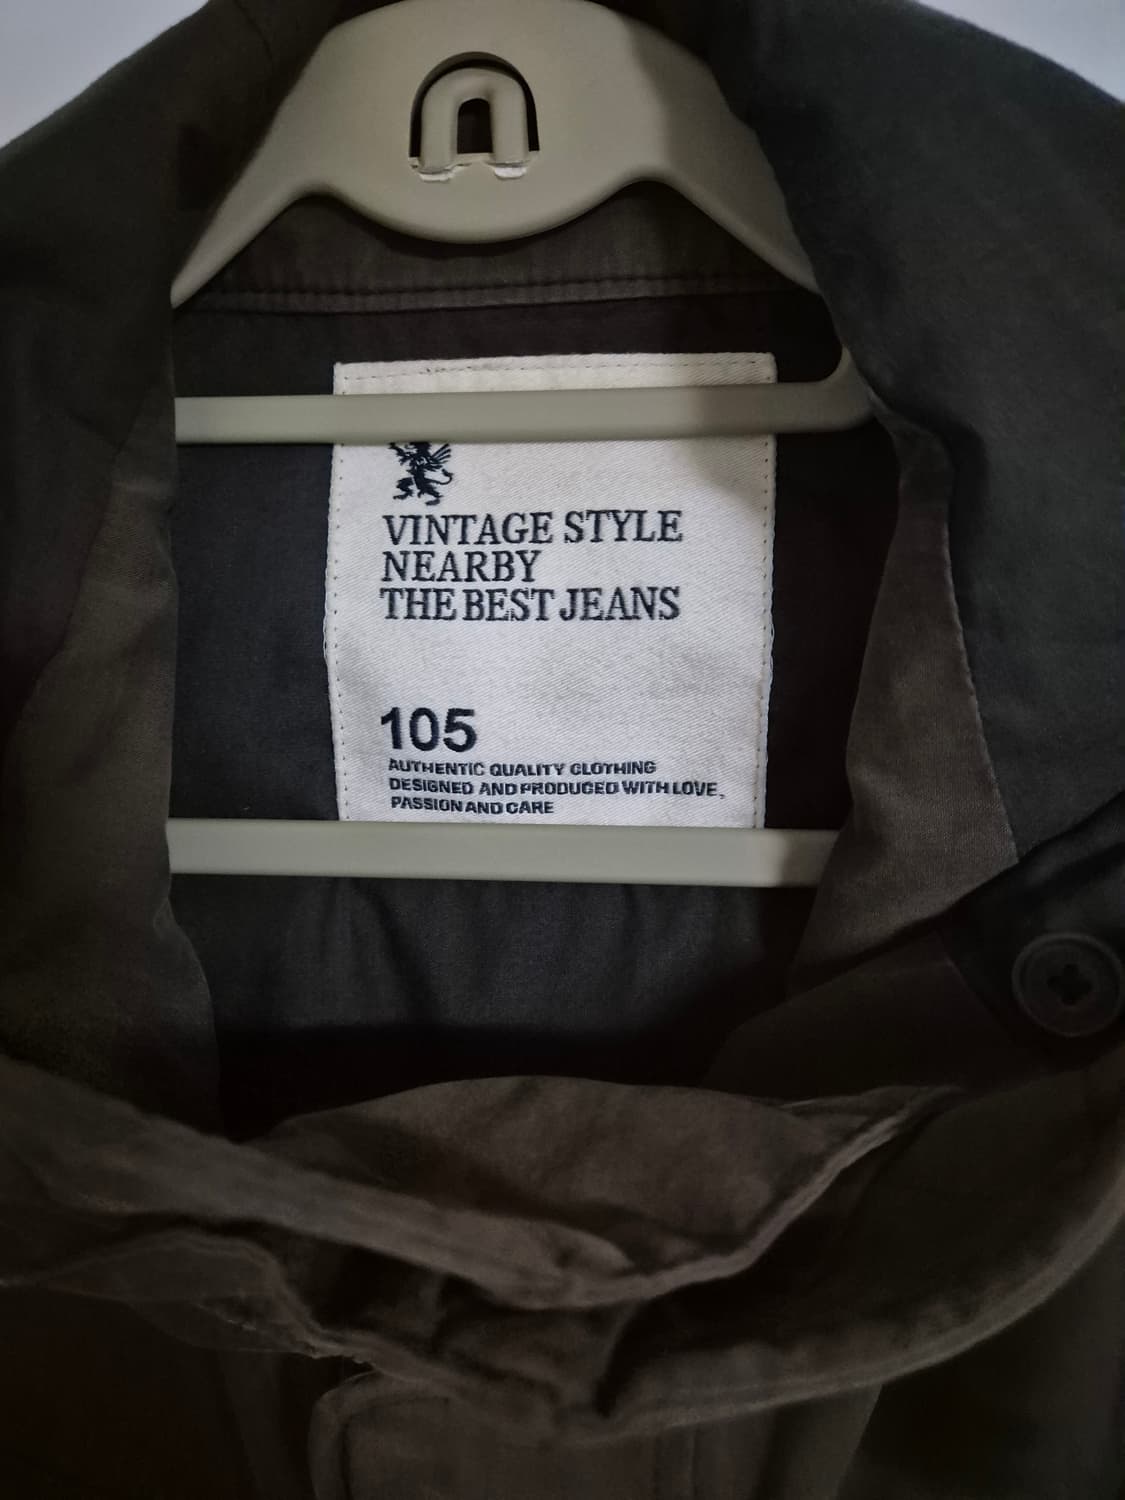 VINTAGE STYLE
NEARBY
THE BEST JEANS
105
AUTHENTIC QUALITY CLOTHING
DESIGNED AND PRODUCED WITH LOVE,
PASSION AND CARE